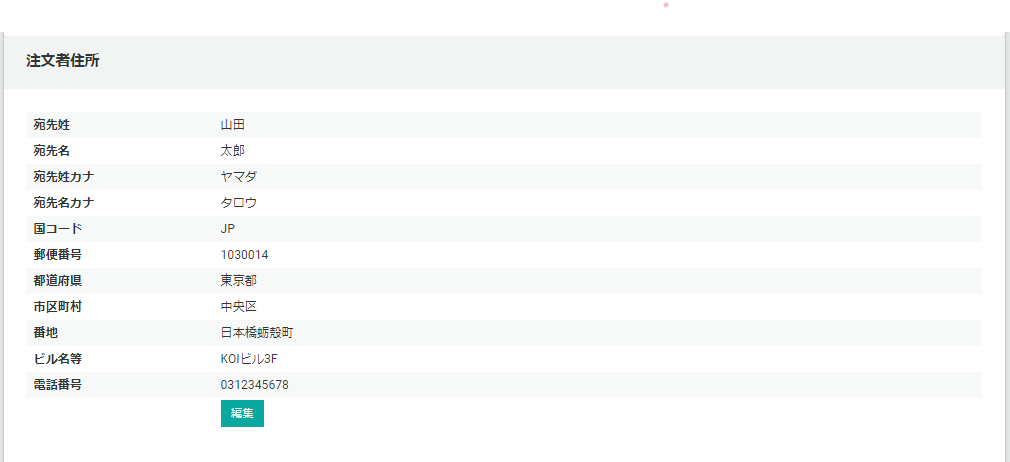 注文者住所
宛先姓 山田
宛先名 太郎
宛先姓カナ ヤマダ
宛先名カナ タロウ
国コード JP
郵便番号 1030014
都道府県 東京都
市区町村 中央区
番地 日本橋蛎殻町
ビル名等 KOIビル3F
電話番号 0312345678
編集